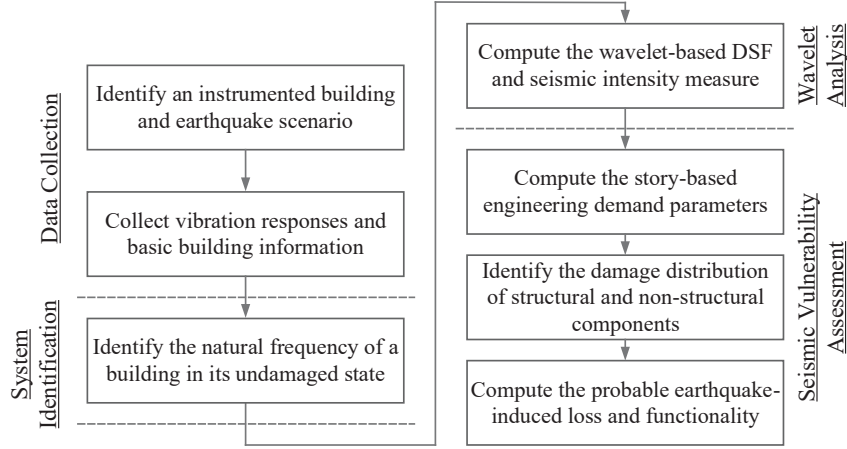 Data Collection
Identify an instrumented building
and earthquake scenario
Collect vibration responses and
basic building information
System
Identification
Identify the natural frequency of a
building in its undamaged state
Wavelet
Analysis
Compute the wavelet-based DSF
and seismic intensity measure
Seismic Vulnerability
Assessment
Compute the story-based
engineering demand parameters
Identify the damage distribution
of structural and non-structural
components
Compute the probable earthquake-
induced loss and functionality